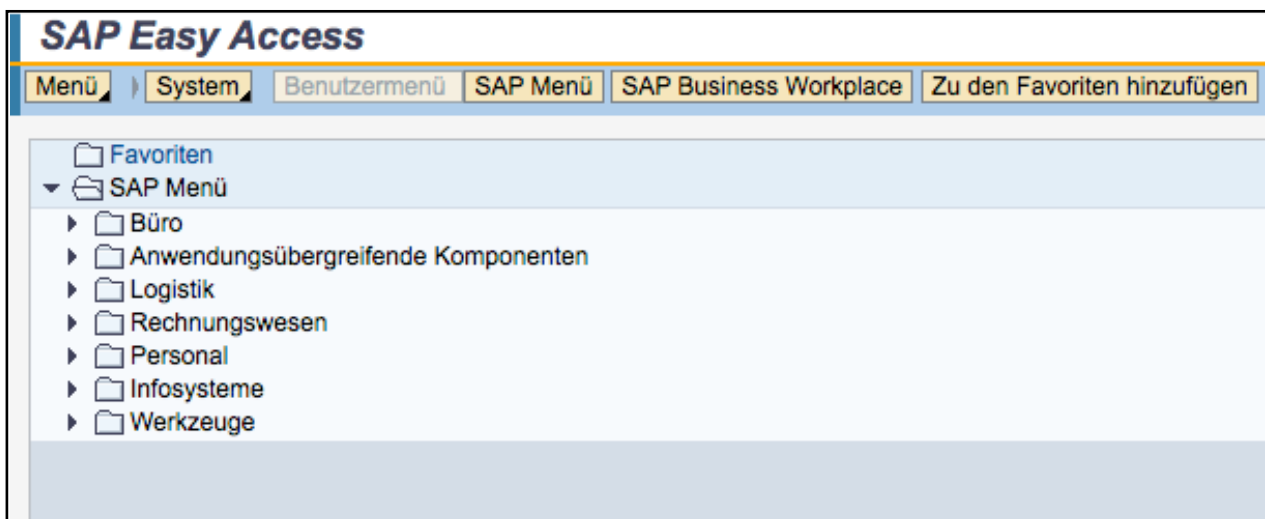 SAP Easy Access
Menü System Benutzermenü SAP Menü SAP Business Workplace Zu den Favoriten hinzufügen
Favoriten
SAP Menü
Büro
Anwendungsübergreifende Komponenten
Logistik
Rechnungswesen
Personal
Infosysteme
Werkzeuge